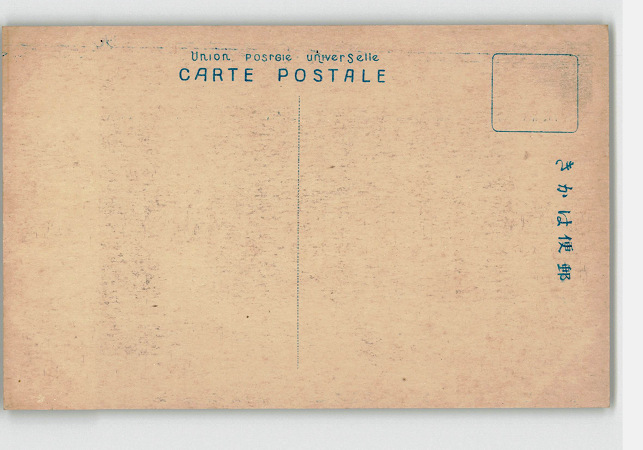 Union Postale Universelle
CARTE POSTALE
きかは便郵